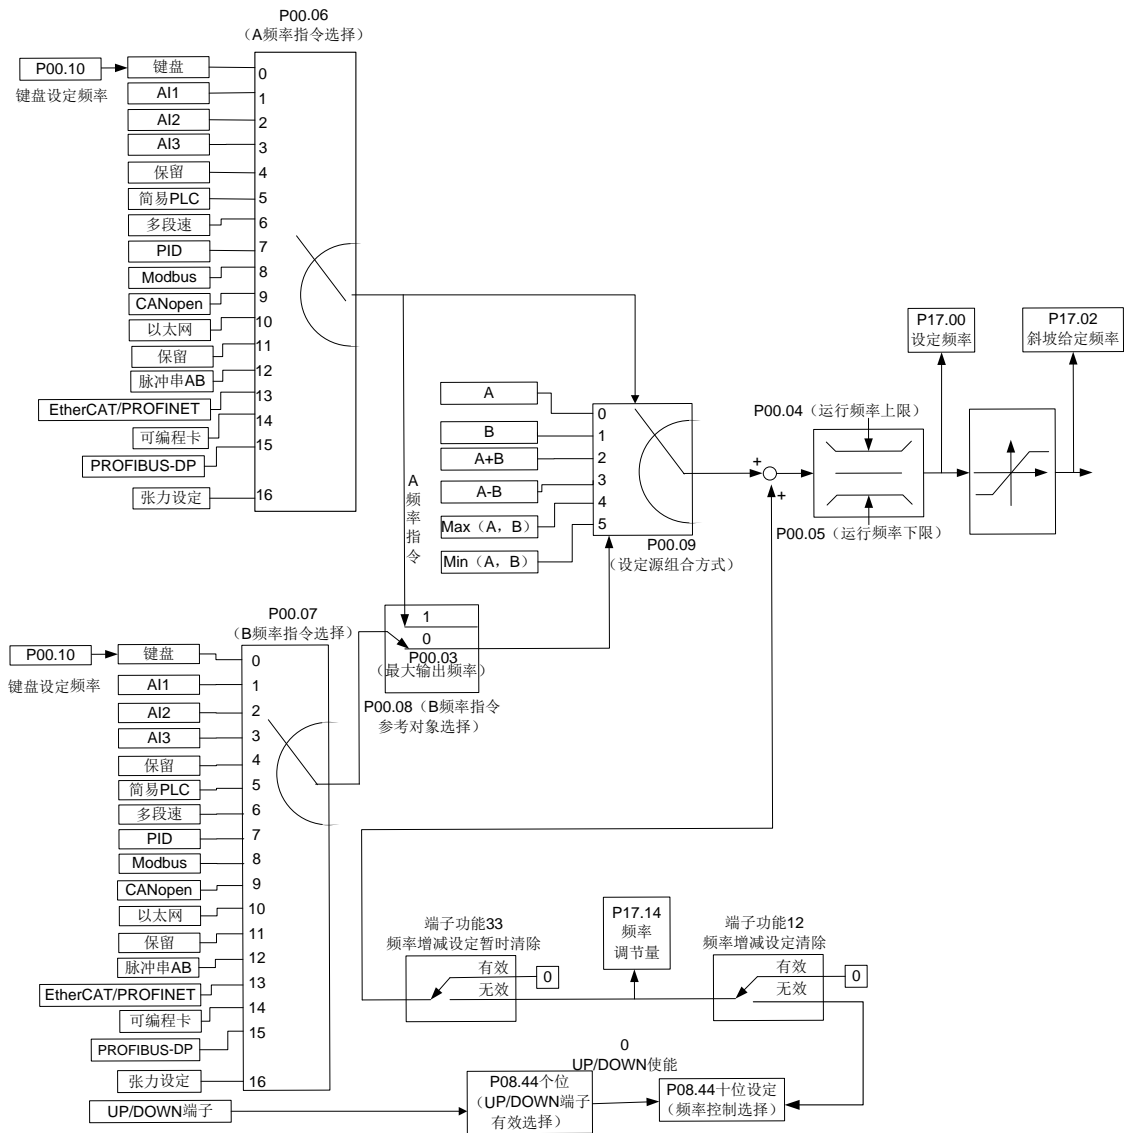 P00.06
（A频率指令选择）
P00.10
键盘设定频率
键盘
0
AI1
1
AI2
2
AI3
3
保留
4
简易PLC
5
多段速
6
PID
7
Modbus
8
CANopen
9
以太网
10
保留
11
脉冲串AB
12
EtherCAT/PROFINET
13
可编程卡
14
PROFIBUS-DP
15
张力设定
16
A
频
率
指
令
A
0
B
1
A+B
2
A-B
3
Max（A，B）
4
Min（A，B）
5
P00.09
（设定源组合方式）
+
+
P00.04（运行频率上限）
P00.05（运行频率下限）
P17.00
设定频率
P17.02
斜坡给定频率
P00.07
（B频率指令选择）
P00.10
键盘设定频率
键盘
0
AI1
1
AI2
2
AI3
3
保留
4
简易PLC
5
多段速
6
PID
7
Modbus
8
CANopen
9
以太网
10
保留
11
脉冲串AB
12
EtherCAT/PROFINET
13
可编程卡
14
PROFIBUS-DP
15
张力设定
16
1
0
P00.03
（最大输出频率）
P00.08（B频率指令
参考对象选择）
端子功能33
频率增减设定暂时清除
有效
无效
0
P17.14
频率
调节量
端子功能12
频率增减设定清除
有效
无效
0
0
UP/DOWN使能
UP/DOWN端子
P08.44个位
（UP/DOWN端子
有效选择）
P08.44十位设定
（频率控制选择）